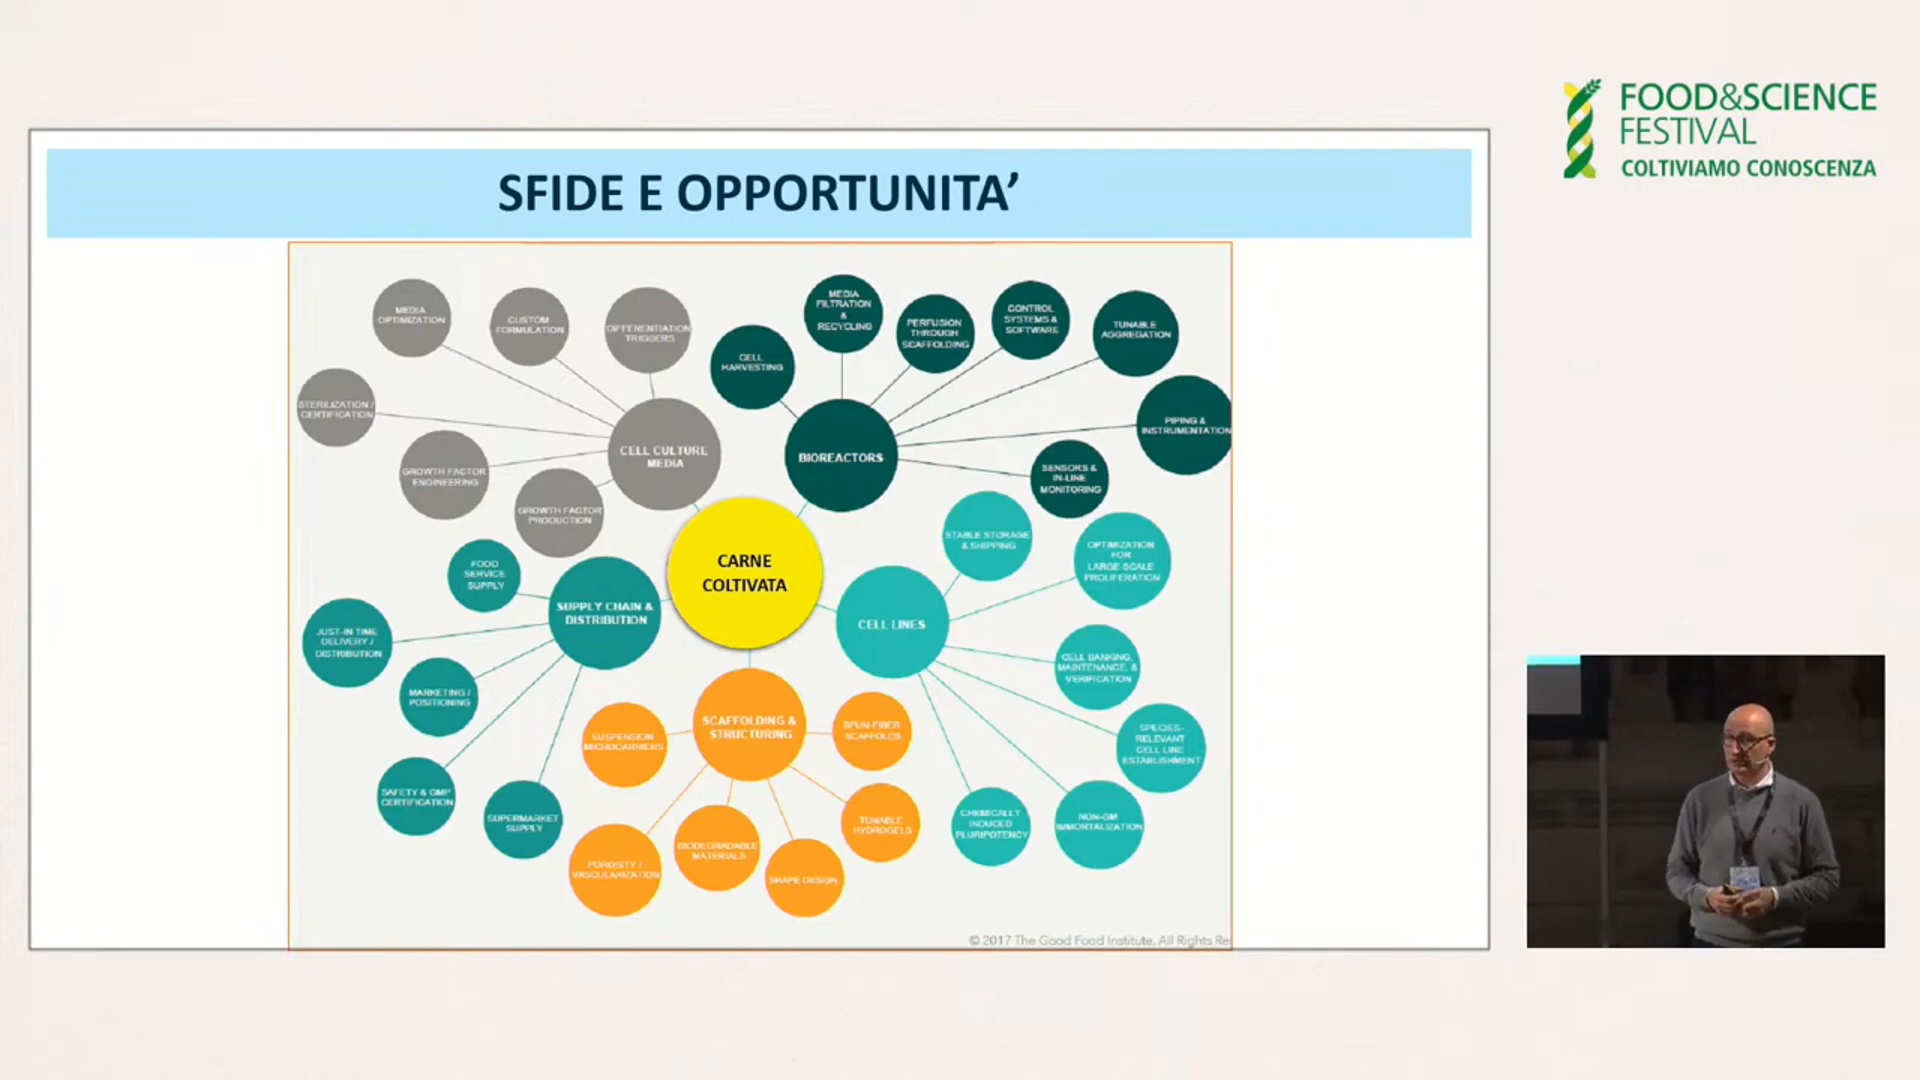 FOOD&SCIENCE
FESTIVAL
COLTIVIAMO CONOSCENZA
SFIDE E OPPORTUNITA’
MEDIA
OPTIMIZATION
CUSTOM
FORMULATION
DIFFERENTIATION
TRIGGERS
STERILIZATION /
CERTIFICATION
GROWTH FACTOR
ENGINEERING
GROWTH FACTOR
PRODUCTION
CELL CULTURE
MEDIA
CELL
HARVESTING
MEDIA
FILTRATION
&
RECYCLING
PERFUSION
THROUGH
SCAFFOLDING
CONTROL
SYSTEMS &
SOFTWARE
TUNABLE
AGGREGATION
PIPING &
INSTRUMENTATION
SENSORS &
IN-LINE
MONITORING
BIOREACTORS
CARNE
COLTIVATA
FOOD
SERVICE
SUPPLY
JUST-IN TIME
DELIVERY /
DISTRIBUTION
MARKETING /
POSITIONING
SAFETY & GMP
CERTIFICATION
SUPERMARKET
SUPPLY
SUPPLY CHAIN &
DISTRIBUTION
STABLE STORAGE
& SHIPPING
OPTIMIZATION
FOR
LARGE-SCALE
PROLIFERATION
CELL BANKING,
MAINTENANCE, &
VERIFICATION
SPECIES-
RELEVANT
CELL LINE
ESTABLISHMENT
NON-GM
IMMORTALIZATION
CHEMICALLY
INDUCED
PLURIPOTENCY
CELL LINES
SCAFFOLDING &
STRUCTURING
SUSPENSION
MICROCARRIERS
SPUN-FIBER
SCAFFOLDS
POROSITY /
VASCULARIZATION
BIODEGRADABLE
MATERIALS
SHAPE DESIGN
TUNABLE
HYDROGELS
© 2017 The Good Food Institute. All Rights Re